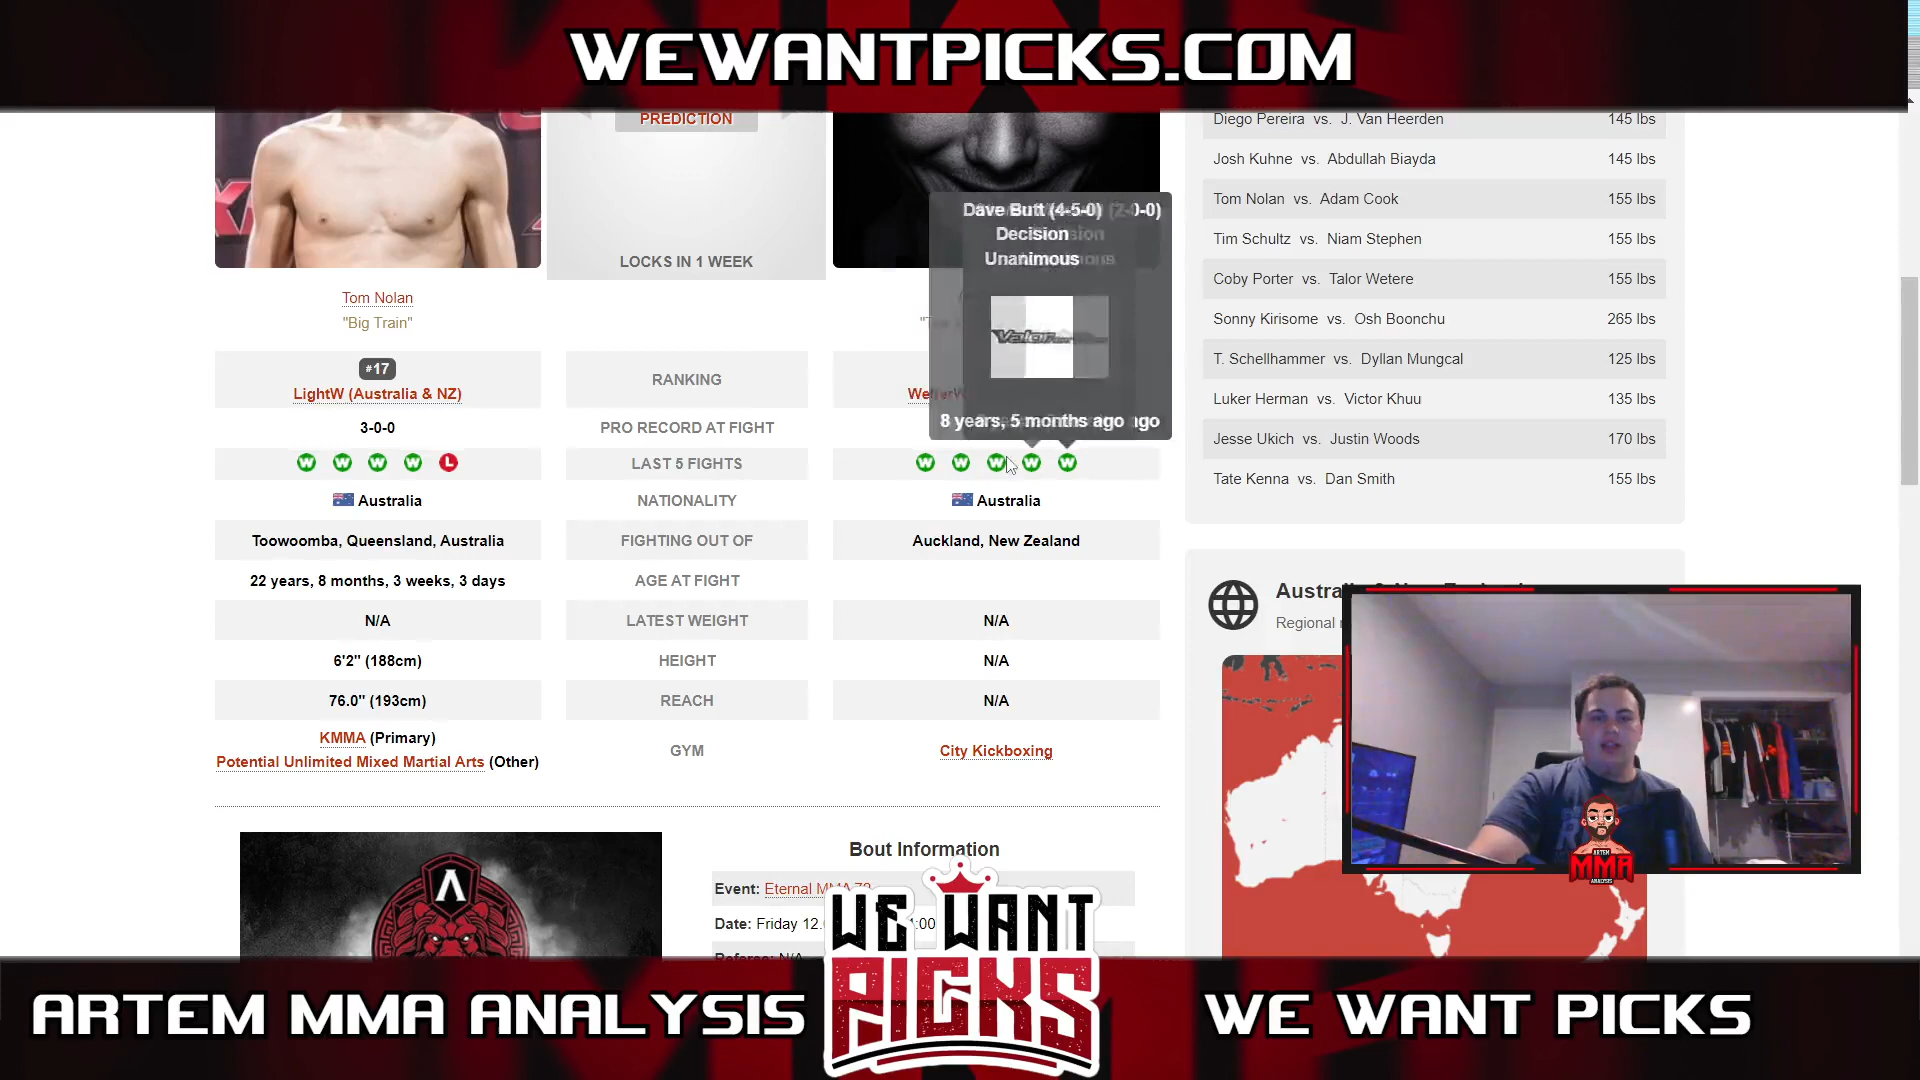 WEWANTPICKS.COM
PREDICTION
LOCKS IN 1 WEEK
Tom Nolan
"Big Train"
#17
LightW (Australia & NZ)
RANKING
3-0-0
PRO RECORD AT FIGHT
W W W W L
LAST 5 FIGHTS
W W W W W
Australia
NATIONALITY
Australia
Toowoomba, Queensland, Australia
FIGHTING OUT OF
Auckland, New Zealand
22 years, 8 months, 3 weeks, 3 days
AGE AT FIGHT
N/A
LATEST WEIGHT
N/A
6'2" (188cm)
HEIGHT
N/A
76.0" (193cm)
REACH
N/A
KMMA (Primary)
Potential Unlimited Mixed Martial Arts (Other)
GYM
City Kickboxing
Dave Butt (4-5-0)
Decision
Unanimous
Valor
8 years, 5 months ago
Bout Information
Event: Eternal MMA
Date: Friday 12.
Diego Pereira vs. J. Van Heerden 145 lbs
Josh Kuhne vs. Abdullah Biayda 145 lbs
Tom Nolan vs. Adam Cook 155 lbs
Tim Schultz vs. Niam Stephen 155 lbs
Coby Porter vs. Talor Wetere 155 lbs
Sonny Kirisome vs. Osh Boonchu 265 lbs
T. Schellhammer vs. Dyllan Mungcal 125 lbs
Luker Herman vs. Victor Khuu 135 lbs
Jesse Ukich vs. Justin Woods 170 lbs
Tate Kenna vs. Dan Smith 155 lbs
Regional
ARTEM
MMA
ANALYSIS
ARTEM MMA ANALYSIS
WE WANT
PICKS
WE WANT PICKS